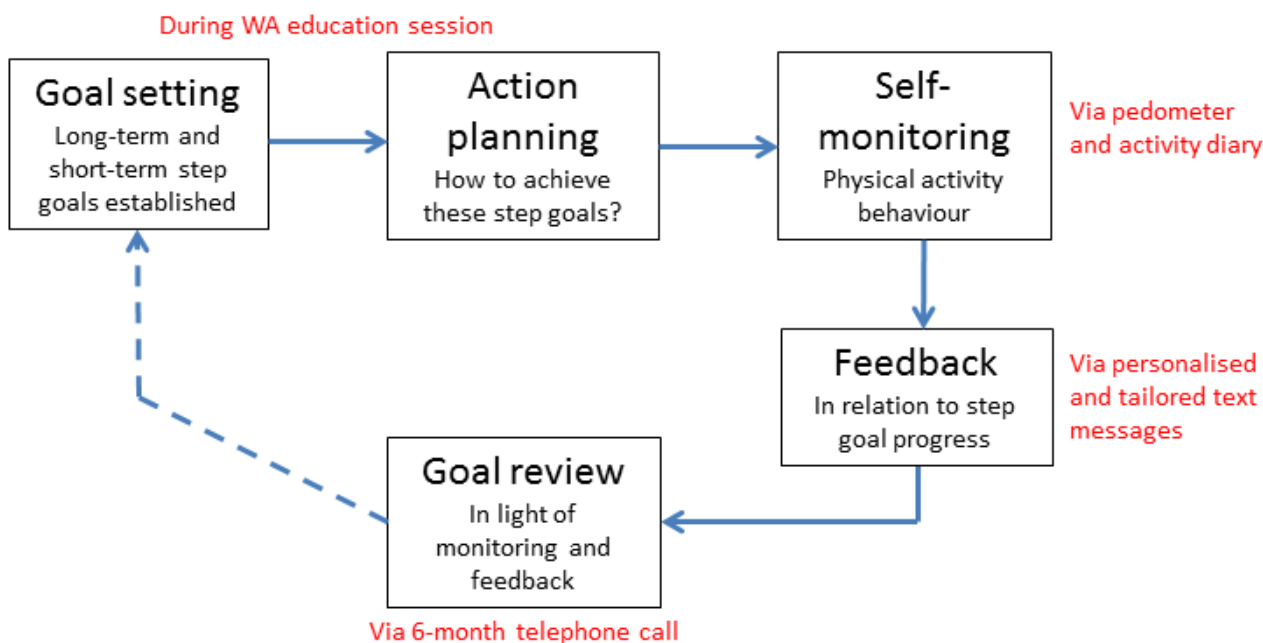 During WA education session
Goal setting
Long-term and
short-term step
goals established
Action
planning
How to achieve
these step goals?
Self-
monitoring
Physical activity
behaviour
Via pedometer
and activity diary
Feedback
In relation to step
goal progress
Via personalised
and tailored text
messages
Goal review
In light of
monitoring and
feedback
Via 6-month telephone call